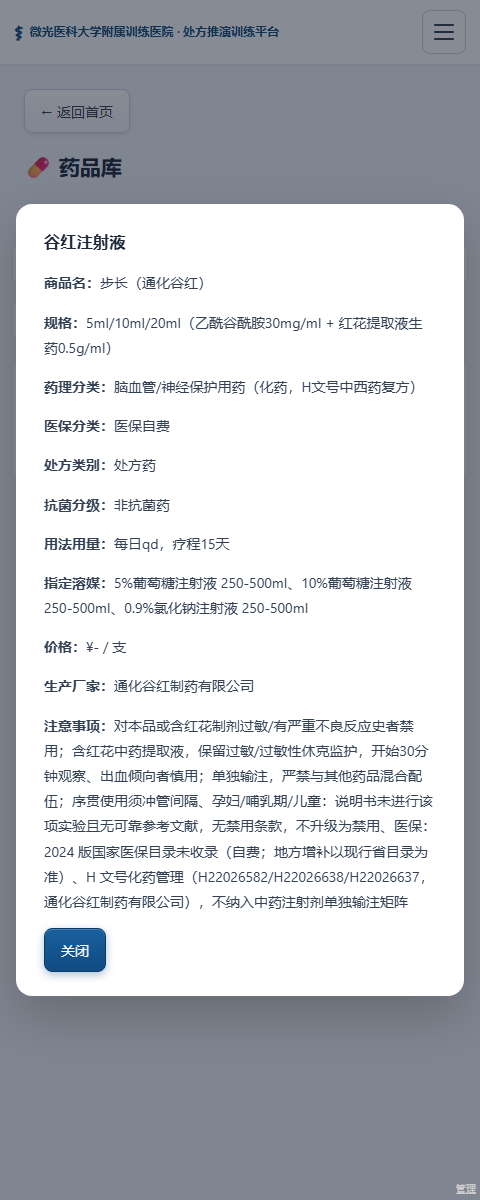 微光医科大学附属训练医院 · 处方推演训练平台
← 返回首页
药品库
谷红注射液
商品名：步长（通化谷红）
规格：5ml/10ml/20ml（乙酰谷酰胺30mg/ml + 红花提取液生
药0.5g/ml）
药理分类：脑血管/神经保护用药（化药，H文号中西药复方）
医保分类：医保自费
处方类别：处方药
抗菌分级：非抗菌药
用法用量：每日qd，疗程15天
指定溶媒：5%葡萄糖注射液 250-500ml、10%葡萄糖注射液
250-500ml、0.9%氯化钠注射液 250-500ml
价格：¥- / 支
生产厂家：通化谷红制药有限公司
注意事项：对本品或含红花制剂过敏/有严重不良反应史者禁
用；含红花中药提取液，保留过敏/过敏性休克监护，开始30分
钟观察、出血倾向者慎用；单独输注，严禁与其他药品混合配
伍；序贯使用须冲管间隔、孕妇/哺乳期/儿童：说明书未进行该
项实验且无可靠参考文献，无禁用条款，不升级为禁用、医保：
2024 版国家医保目录未收录（自费；地方增补以现行省目录为
准）、H 文号化药管理（H22026582/H22026638/H22026637，
通化谷红制药有限公司），不纳入中药注射剂单独输注矩阵
关闭
管理